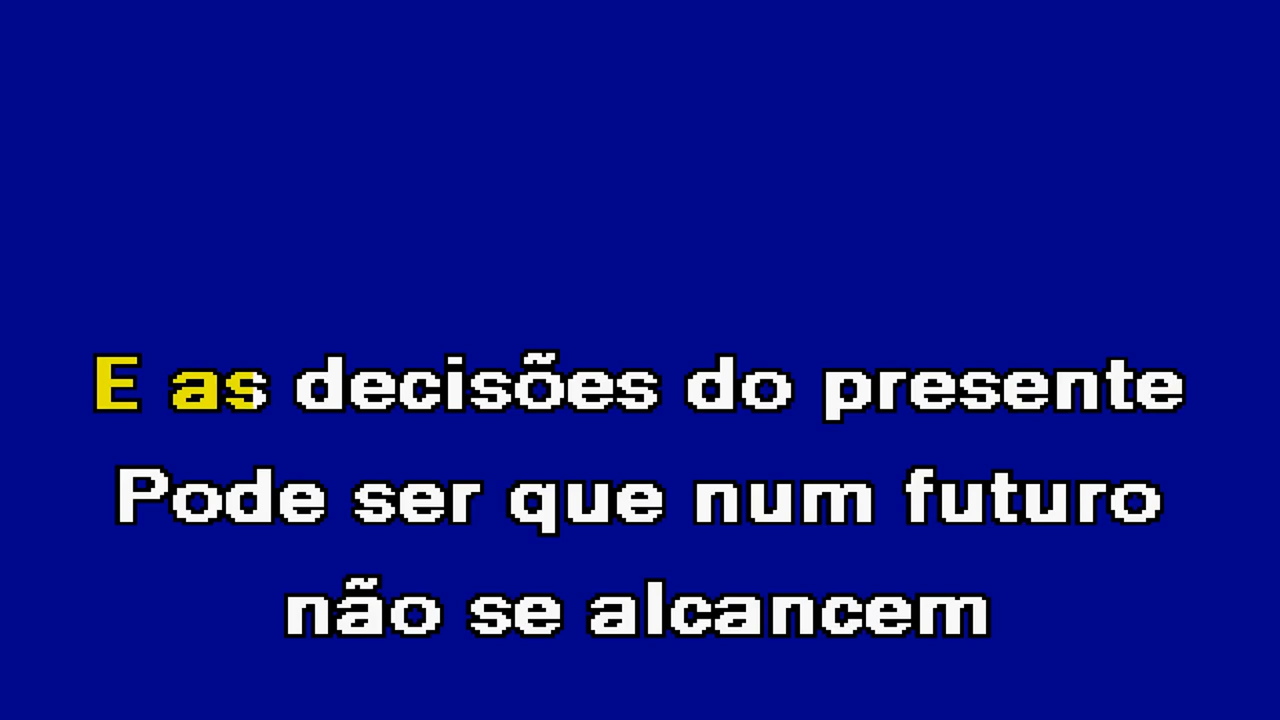 E as decisões do presente
Pode ser que num futuro
não se alcancem